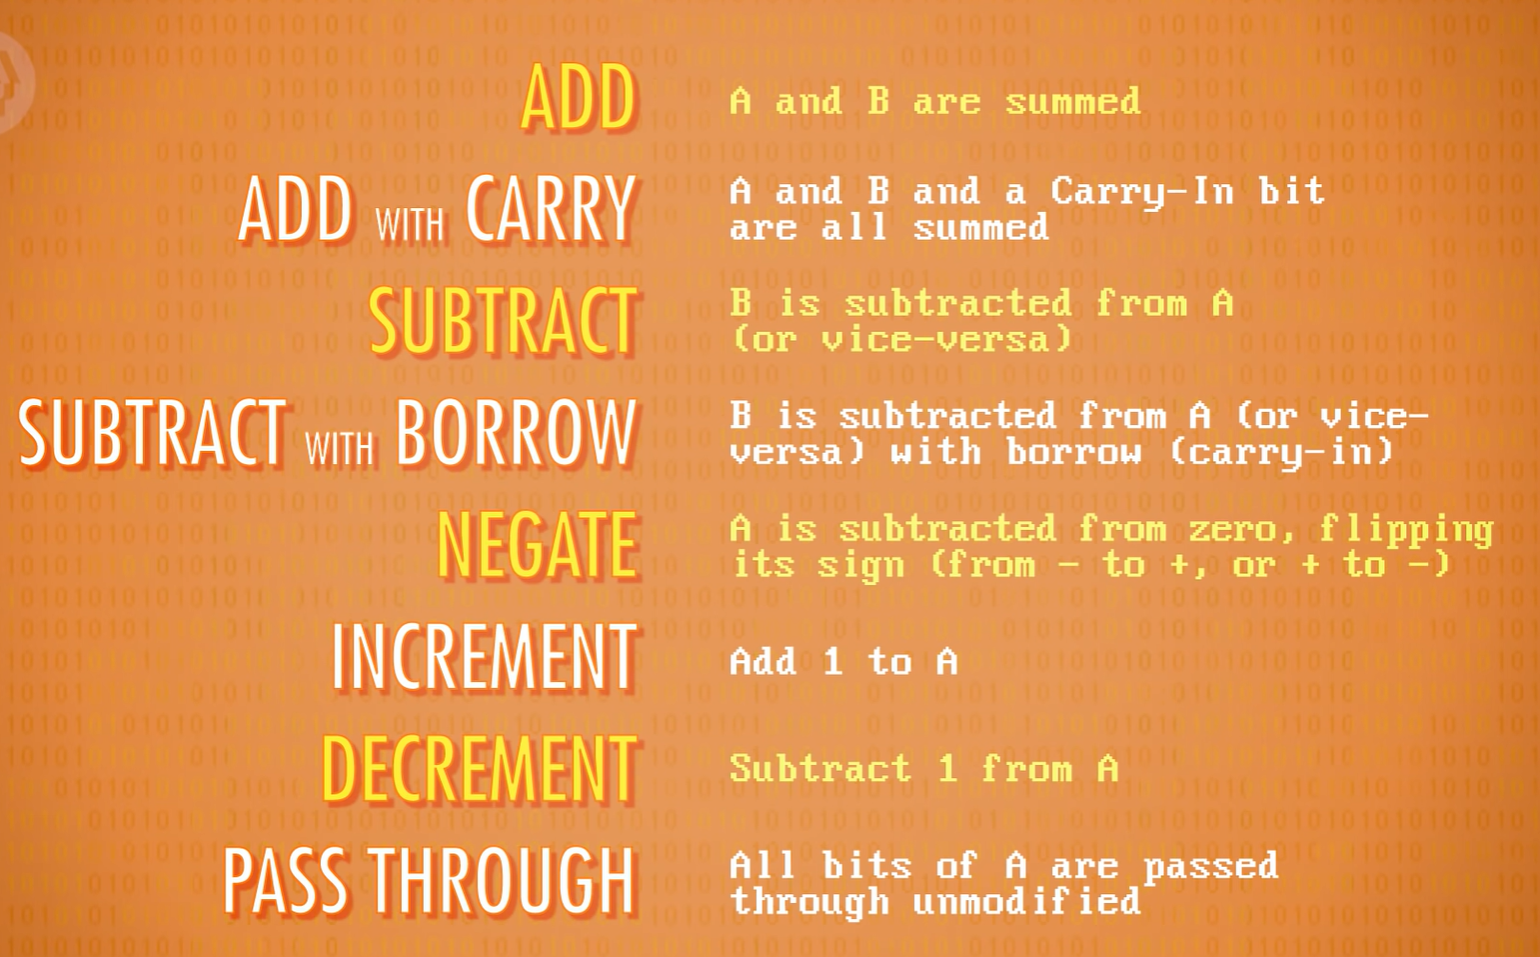 ADD
A and B are summed
ADD WITH CARRY
A and B and a Carry-In bit
are all summed
SUBTRACT
B is subtracted from A
(or vice-versa)
SUBTRACT WITH BORROW
B is subtracted from A (or vice-
versa) with borrow (carry-in)
NEGATE
A is subtracted from zero, flipping
its sign (from - to +, or + to -)
INCREMENT
Add 1 to A
DECREMENT
Subtract 1 from A
PASS THROUGH
All bits of A are passed
through unmodified